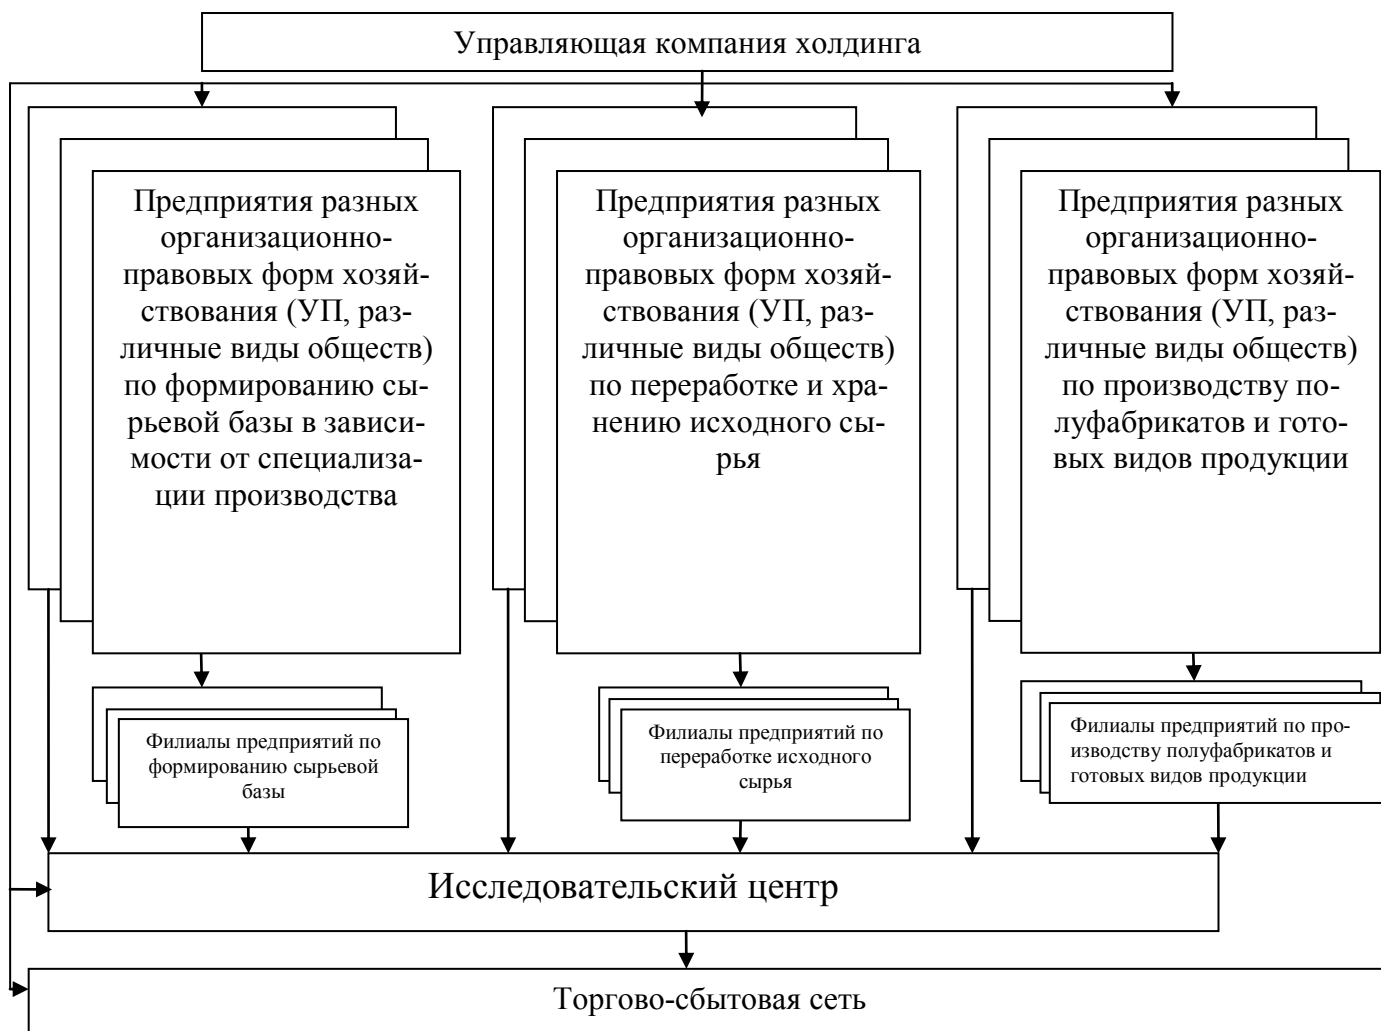 Управляющая компания холдинга
Предприятия разных
организационно-
правовых форм хозяй-
ствования (УП, раз-
личные виды обществ)
по формированию сы-
рьевой базы в зависи-
мости от специализа-
ции производства
Предприятия разных
организационно-
правовых форм хозяй-
ствования (УП, раз-
личные виды обществ)
по переработке и хра-
нению исходного сы-
рья
Предприятия разных
организационно-
правовых форм хозяй-
ствования (УП, раз-
личные виды обществ)
по производству по-
луфабрикатов и гото-
вых видов продукции
Филиалы предприятий по
формированию сырьевой
базы
Филиалы предприятий по
переработке исходного
сырья
Филиалы предприятий по про-
изводству полуфабрикатов и
готовых видов продукции
Исследовательский центр
Торгово-сбытовая сеть